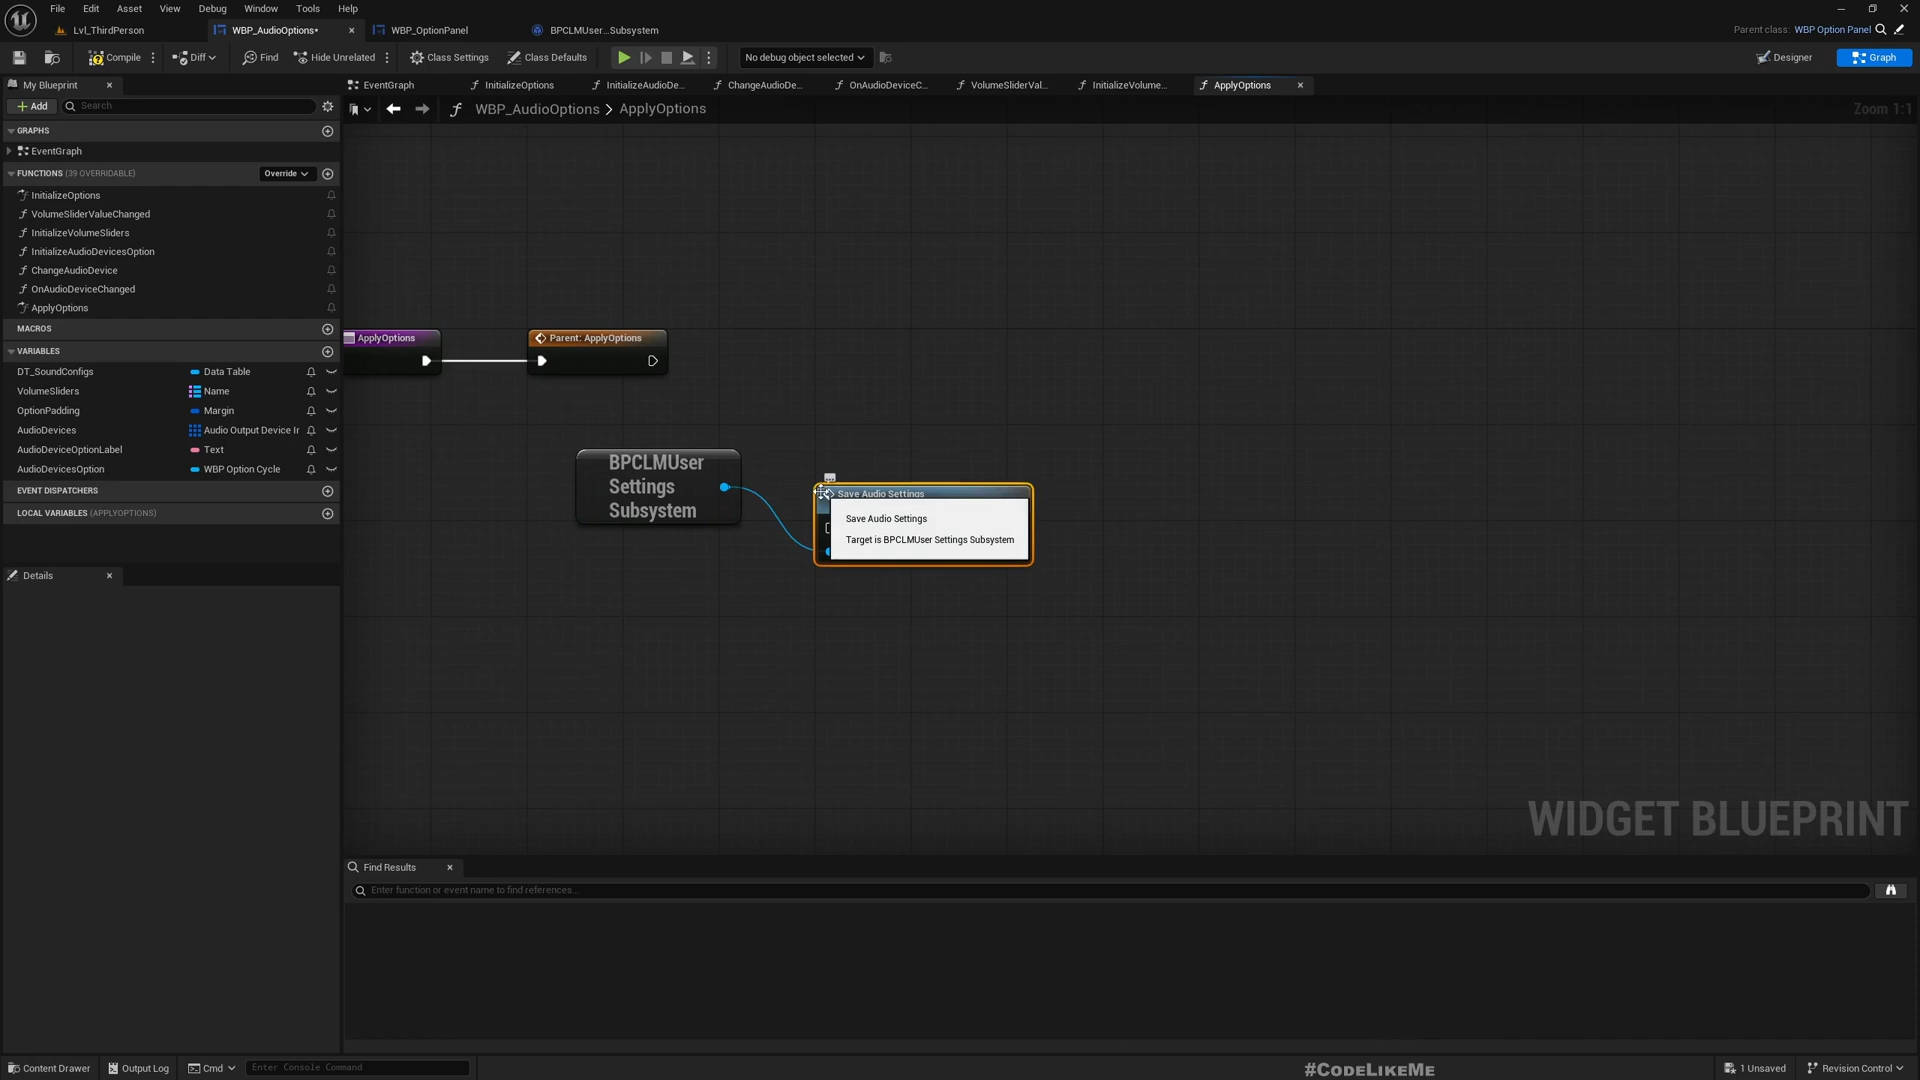 File Edit Asset View Debug Window Tools Help
Lvl_ThirdPerson
WBP_AudioOptions*
WBP_OptionPanel
BPCLMUser...Subsystem
Parent class: WBP Option Panel
Compile
Diff
Find
Hide Unrelated
Class Settings
Class Defaults
No debug object selected
Designer
Graph
My Blueprint
EventGraph
InitializeOptions
InitializeAudioDe...
ChangeAudioDe...
OnAudioDeviceC...
VolumeSliderVal...
InitializeVolume...
ApplyOptions
Add
Search
WBP_AudioOptions > ApplyOptions
Zoom 1:1
GRAPHS
EventGraph
FUNCTIONS (39 OVERRIDABLE)
Override
InitializeOptions
VolumeSliderValueChanged
InitializeVolumeSliders
InitializeAudioDevicesOption
ChangeAudioDevice
OnAudioDeviceChanged
ApplyOptions
MACROS
VARIABLES
DT_SoundConfigs Data Table
VolumeSliders Name
OptionPadding Margin
AudioDevices Audio Output Device Ir
AudioDeviceOptionLabel Text
AudioDevicesOption WBP Option Cycle
EVENT DISPATCHERS
LOCAL VARIABLES (APPLYOPTIONS)
Details
ApplyOptions
Parent: ApplyOptions
BPCLMUser
Settings
Subsystem
Save Audio Settings
Save Audio Settings
Target is BPCLMUser Settings Subsystem
WIDGET BLUEPRINT
Find Results
Enter function or event name to find references...
Content Drawer
Output Log
Cmd
Enter Console Command
#CODELIKEME
1 Unsaved
Revision Control